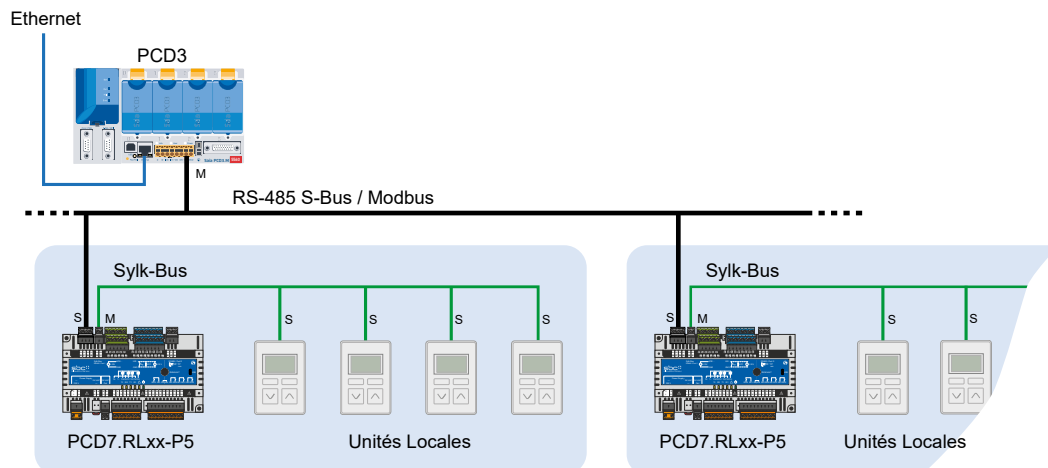 Ethernet
PCD3
M
RS-485 S-Bus / Modbus
Sylk-Bus
Sylk-Bus
S
M
S
S
S
S
S
M
S
S
PCD7.RLxx-P5
Unités Locales
PCD7.RLxx-P5
Unités Locales